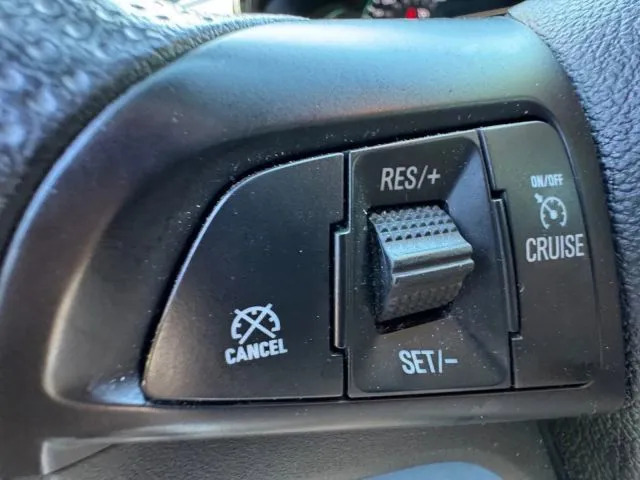 RES/+
ON/OFF
CRUISE
CANCEL
SET/-